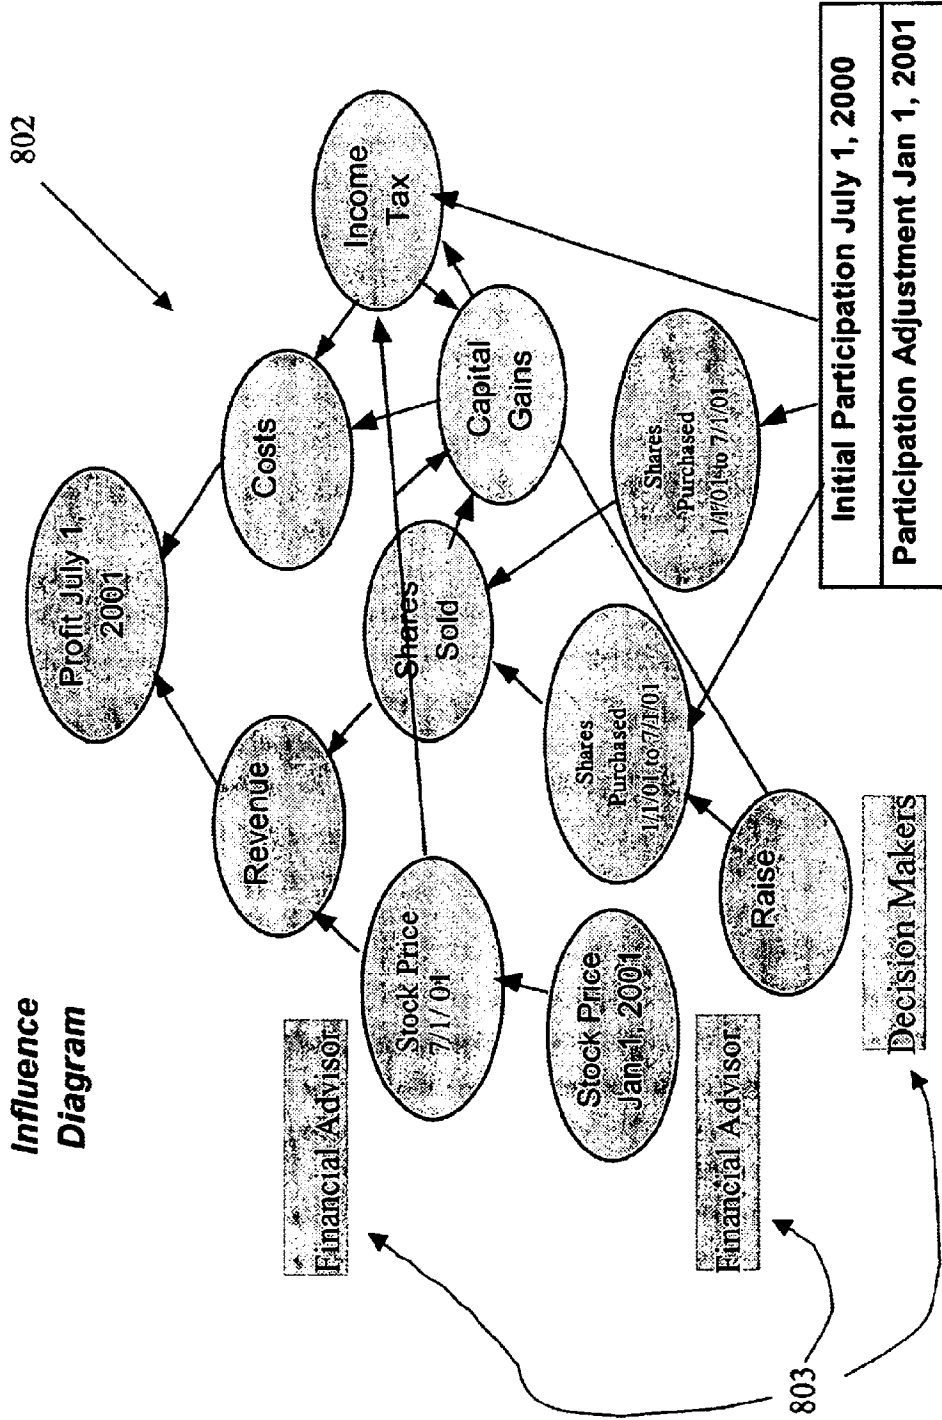 Influence
Diagram
802
Profit July 1,
2001
Revenue
Costs
Financial Advisor
Stock Price
7/1/ 01
Shares
Sold
Income
Tax
Capital
Gains
Stock Price
Jan 1, 2001
Shares
Purchased
1/1/01 to 7/1/01
Shares
Purchased
1/1/01 to 7/1/01
Financial Advisor
Raise
Decision Makers
803
Initial Participation July 1, 2000
Participation Adjustment Jan 1, 2001